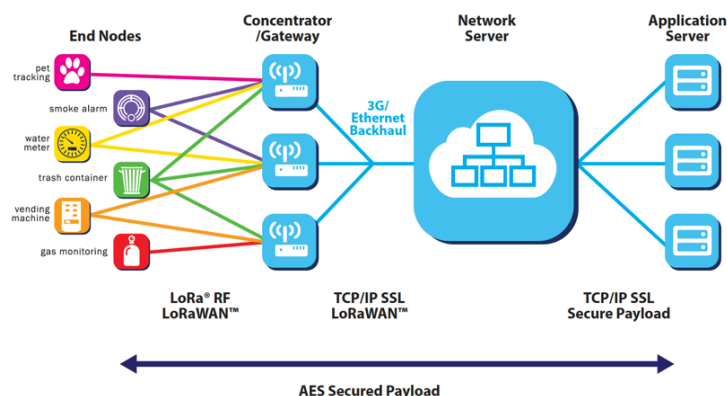 End Nodes
Concentrator
/Gateway
Network
Server
Application
Server
pet
tracking
smoke alarm
water
meter
trash container
vending
machine
gas monitoring
3G/
Ethernet
Backhaul
LoRa® RF
LoRaWAN™
TCP/IP SSL
LoRaWAN™
TCP/IP SSL
Secure Payload
AES Secured Payload